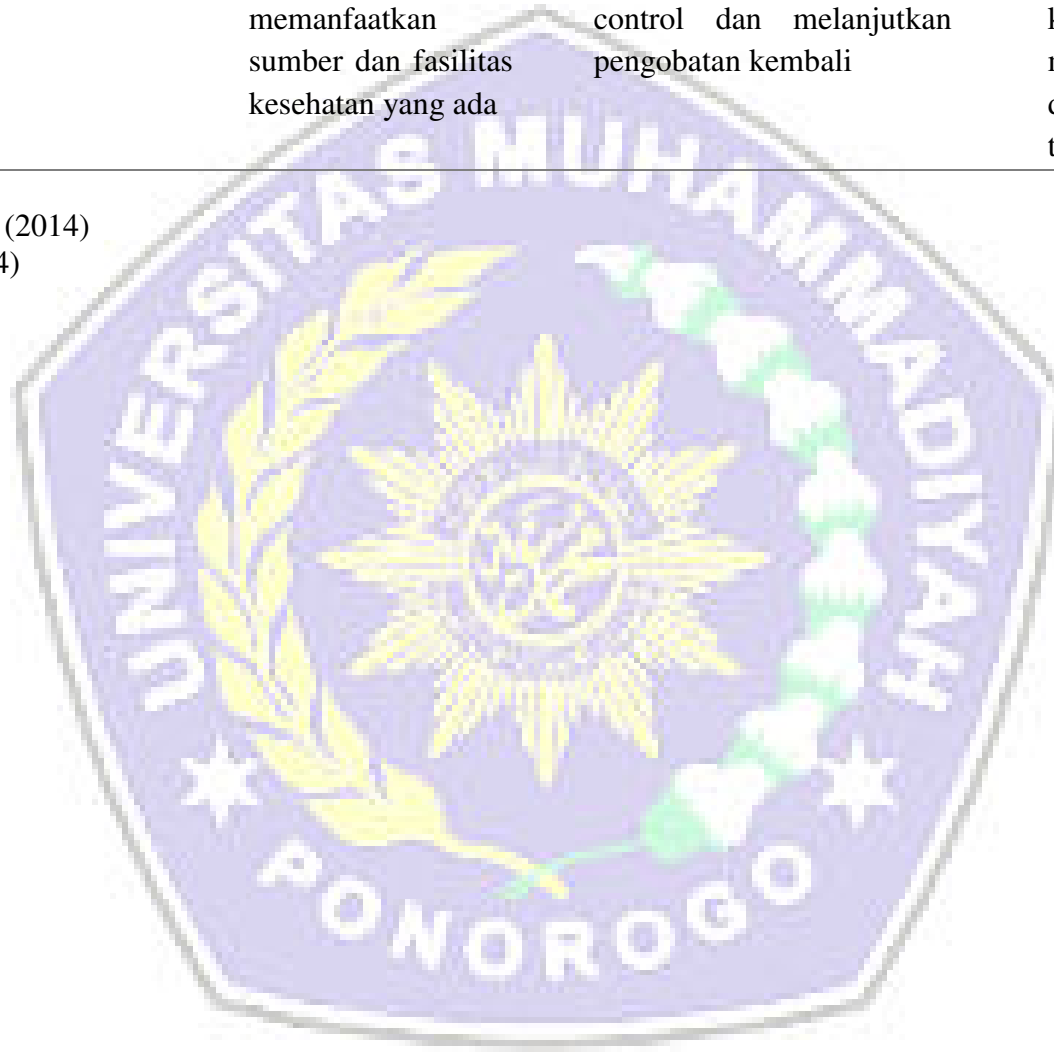 memanfaatkan
sumber dan fasilitas
kesehatan yang ada
control dan melanjutkan
pengobatan kembali
(2014)
4)
UNIVERSITAS MUHAMMADIYAH
PONOROGO